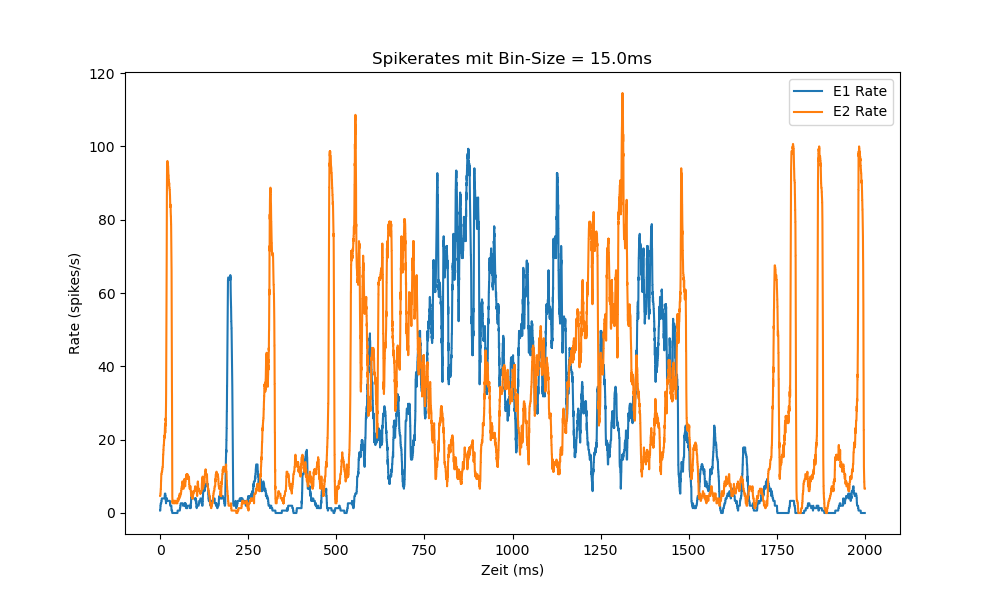 Spikerates mit Bin-Size = 15.0ms
E1 Rate
E2 Rate
120
100
80
60
40
20
0
Rate (spikes/s)
0 250 500 750 1000 1250 1500 1750 2000
Zeit (ms)